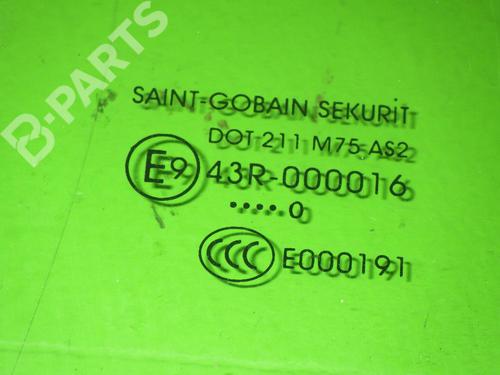 B-PARTS
SAINT-GOBAIN SEKURIT
DOT-211 M75-AS2
E9 43R-000016
.....0
CCC E000191